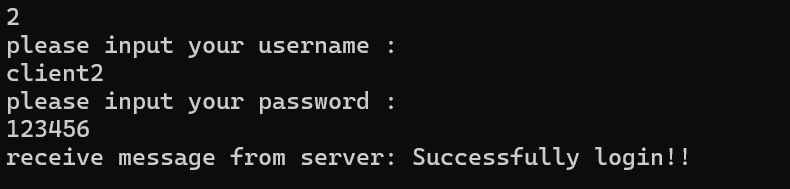 2
please input your username :
client2
please input your password :
123456
receive message from server: Successfully login!!